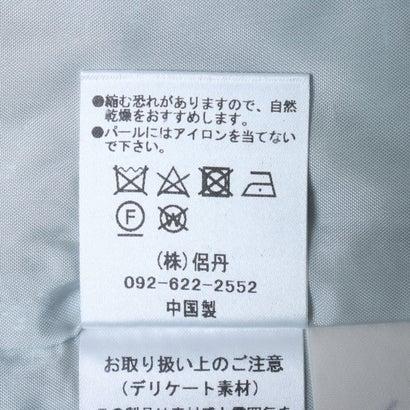 ●縮む恐れがありますので、自然
乾燥をおすすめします。
●パールにはアイロンを当てない
で下さい。
F
W
(株)侶丹
092-622-2552
中国製
お取り扱い上のご注意
(デリケート素材)